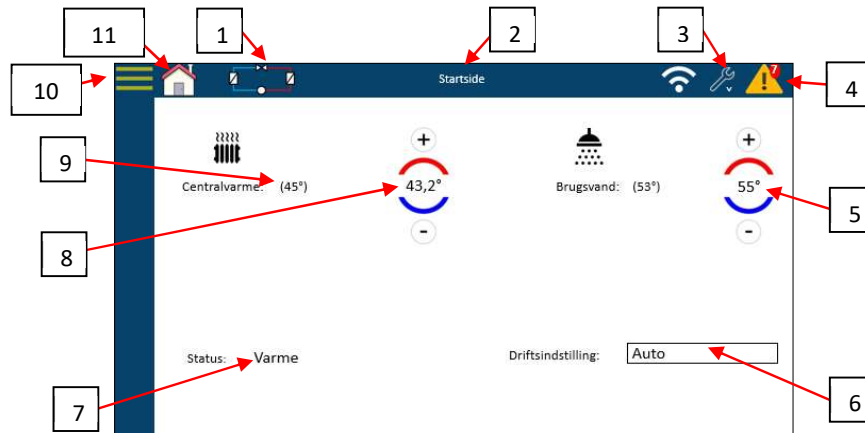 11
1
2
3
10
Startside
7
4
9
Centralvarme: (45°)
43,2°
Brugsvand: (53°)
55°
5
8
Status: Varme
Driftsindstilling: Auto
7
6